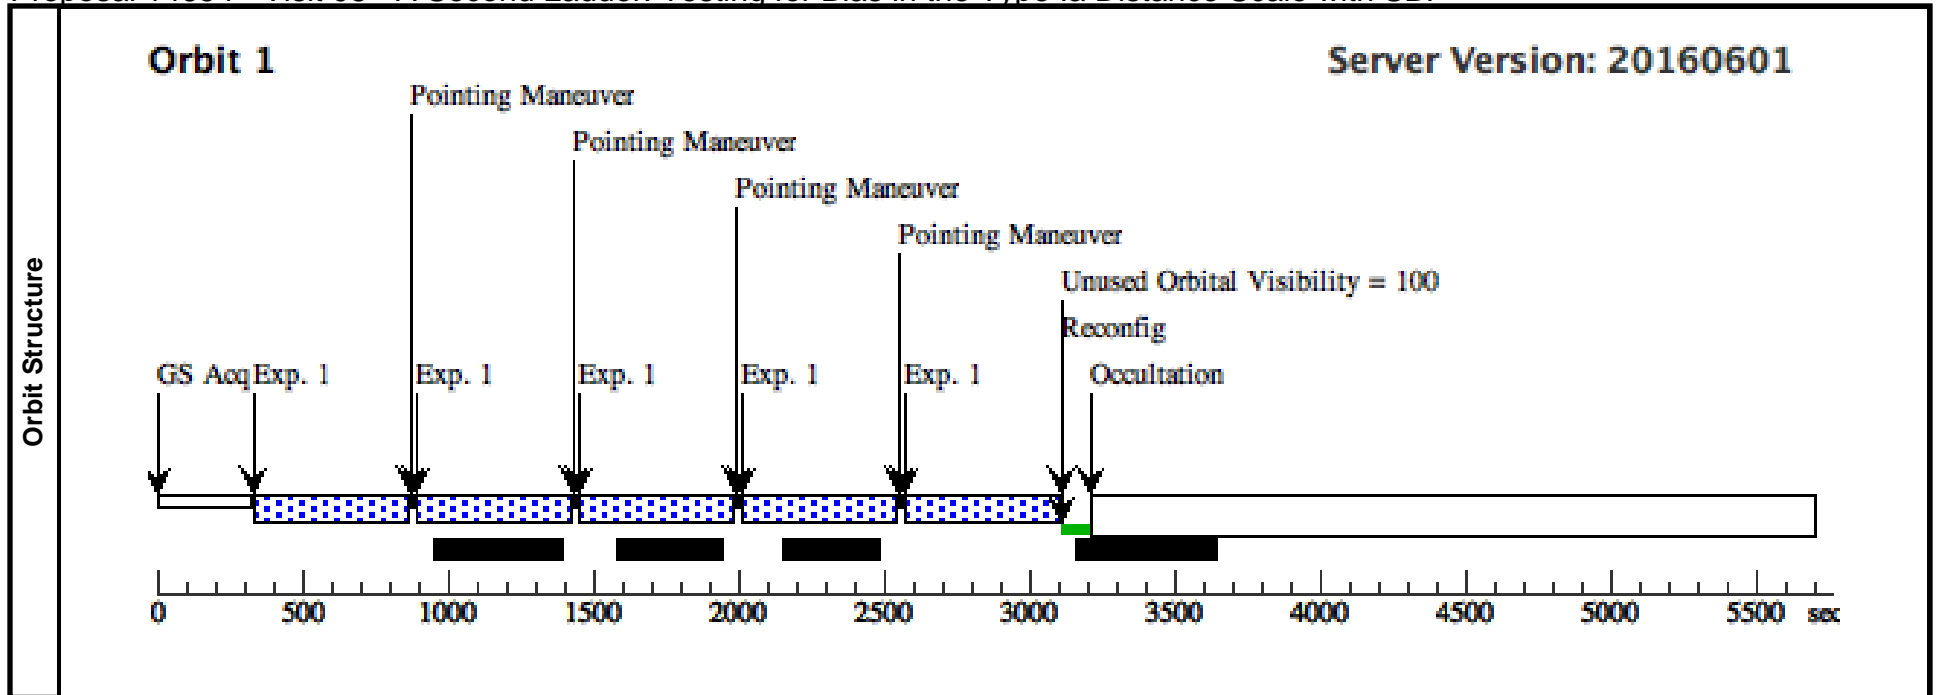 Orbit 1
Server Version: 20160601
Pointing Maneuver
Pointing Maneuver
Pointing Maneuver
Pointing Maneuver
Unused Orbital Visibility = 100
Reconfig
GS Acq Exp. 1 Exp. 1 Exp. 1 Exp. 1 Exp. 1 Occultation
Orbit Structure
0 500 1000 1500 2000 2500 3000 3500 4000 4500 5000 5500 sec